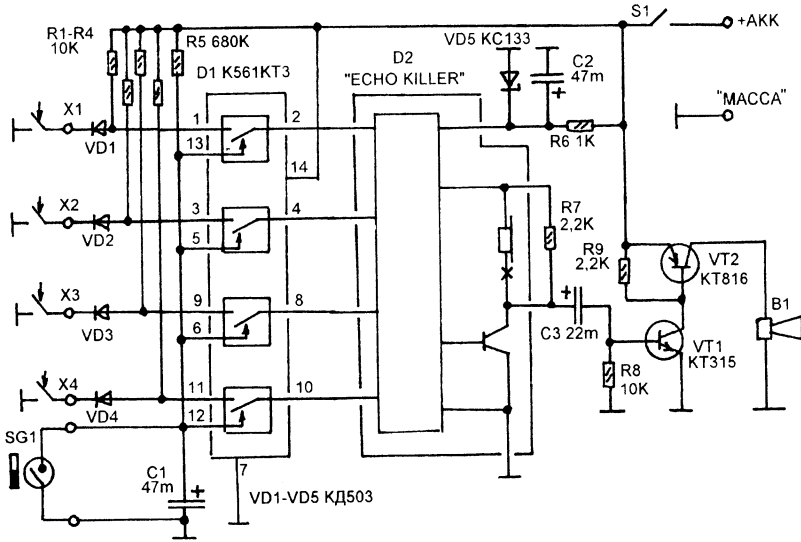 R1-R4
10K
R5 680K
D1 K561KT3
D2
"ECHO KILLER"
VD5 KC133
C2
47m
+
S1
+АКК
"МАССА"
X1
VD1
1
2
13
14
R6 1K
X2
VD2
3
4
5
R7
2,2K
R9
2,2K
VT2
KT816
X3
VD3
9
8
6
+
C3 22m
VT1
KT315
B1
X4
VD4
11
10
12
R8
10K
SG1
C1
47m
+
7
VD1-VD5 КД503